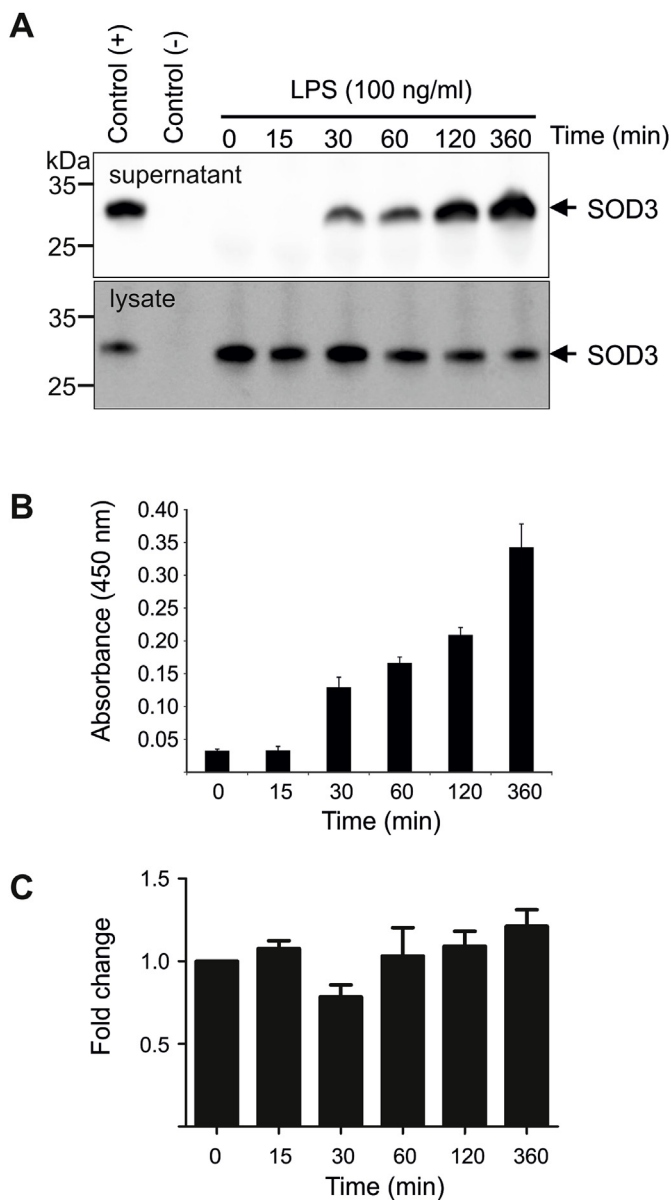 A
Control (+)
Control (-)
LPS (100 ng/ml)
0 15 30 60 120 360 Time (min)
kDa
35
supernatant
SOD3
25
lysate
35
SOD3
25
B
Absorbance (450 nm)
0.40
0.35
0.30
0.25
0.20
0.15
0.10
0.05
0 15 30 60 120 360
Time (min)
C
Fold change
1.5
1.0
0.5
0 15 30 60 120 360
Time (min)